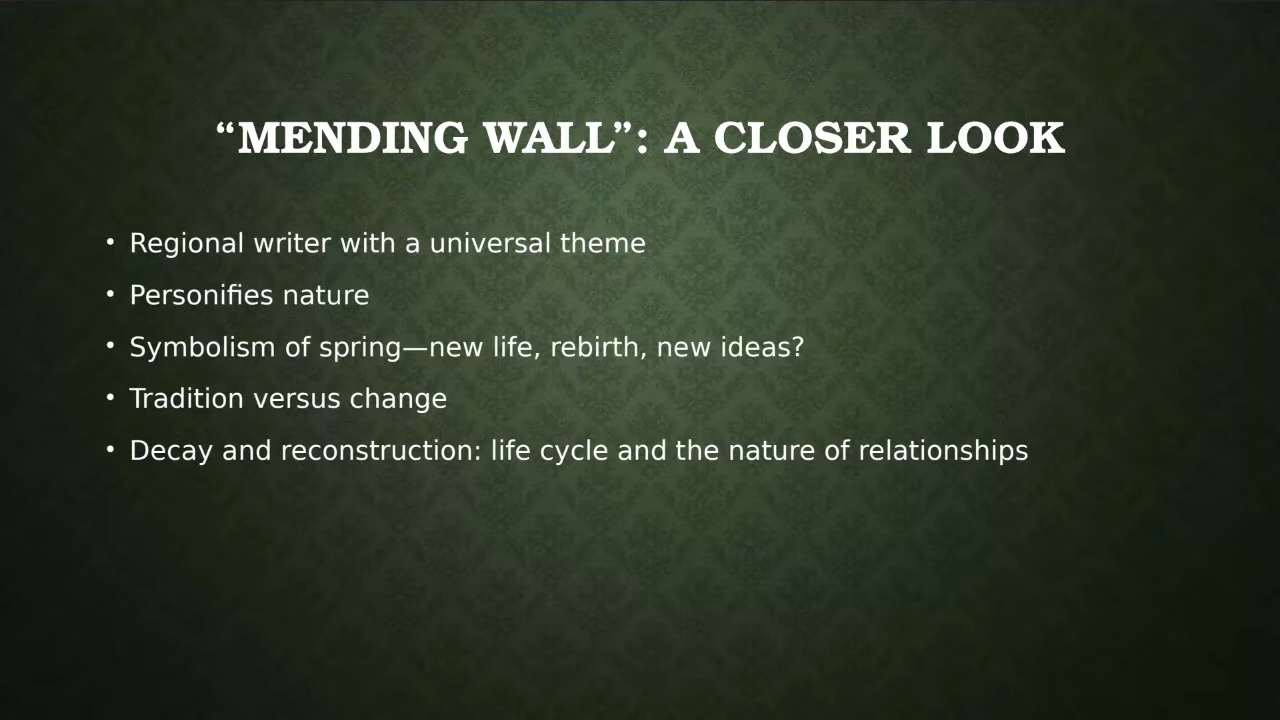 “MENDING WALL”: A CLOSER LOOK
• Regional writer with a universal theme
• Personifies nature
• Symbolism of spring—new life, rebirth, new ideas?
• Tradition versus change
• Decay and reconstruction: life cycle and the nature of relationships